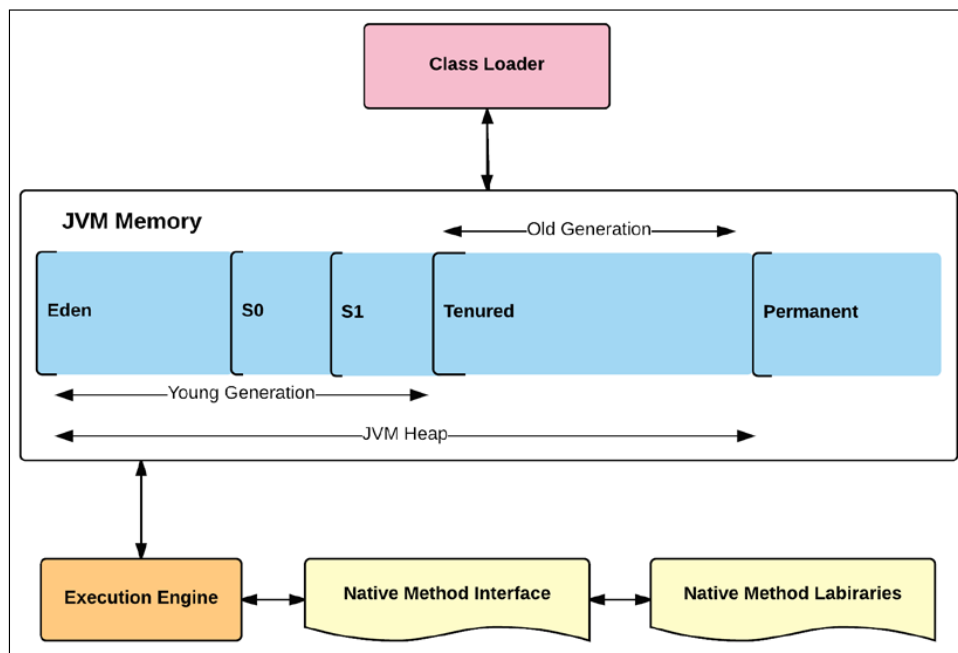 Class Loader
JVM Memory
Old Generation
Eden
S0
S1
Tenured
Permanent
Young Generation
JVM Heap
Execution Engine
Native Method Interface
Native Method Labiraries